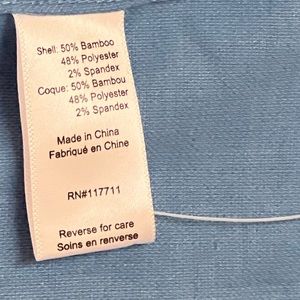 Shell: 50% Bamboo
48% Polyester
2% Spandex
Coque: 50% Bambou
48% Polyester
2% Spandex
Made in China
Fabriqué en Chine
RN#117711
Reverse for care
Soins en renverse